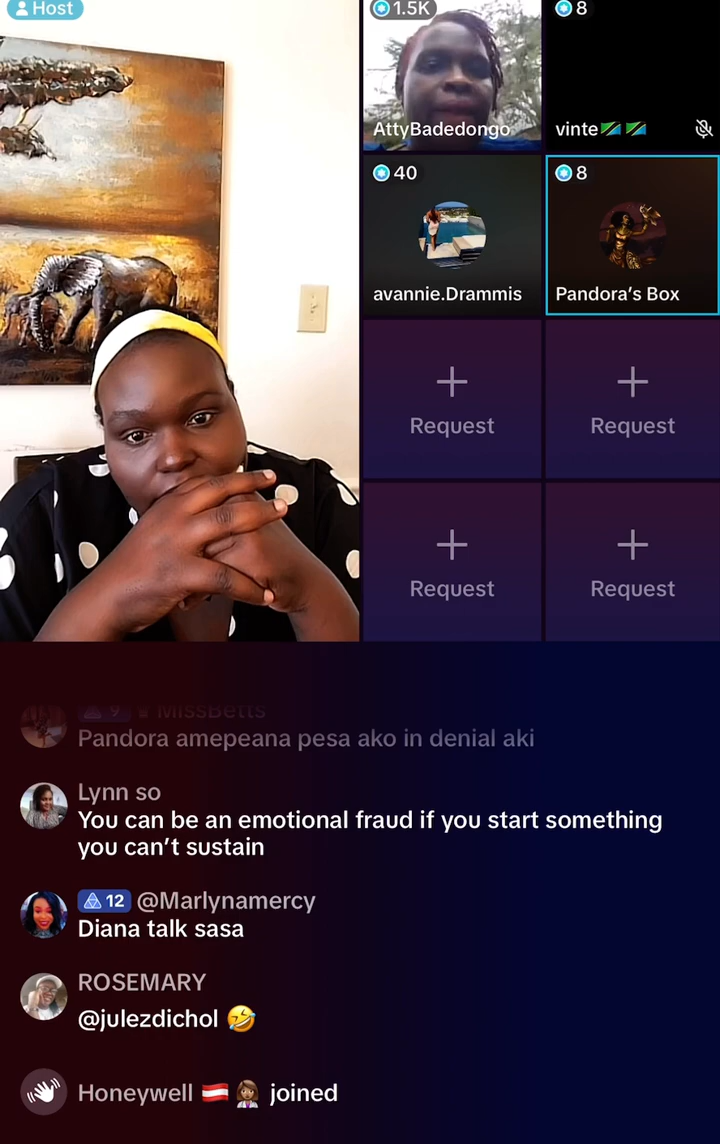 Host
1.5K
8
AttyBadedongo
vinte
40
8
avannie.Drammis
Pandora's Box
Request
Request
Request
Request
9 MissBetts
Pandora amepeana pesa ako in denial aki
Lynn so
You can be an emotional fraud if you start something
you can't sustain
12 @Marlynamercy
Diana talk sasa
ROSEMARY
@julezdichol 🤣
Honeywell 🇦🇹 👩🏽‍💼 joined